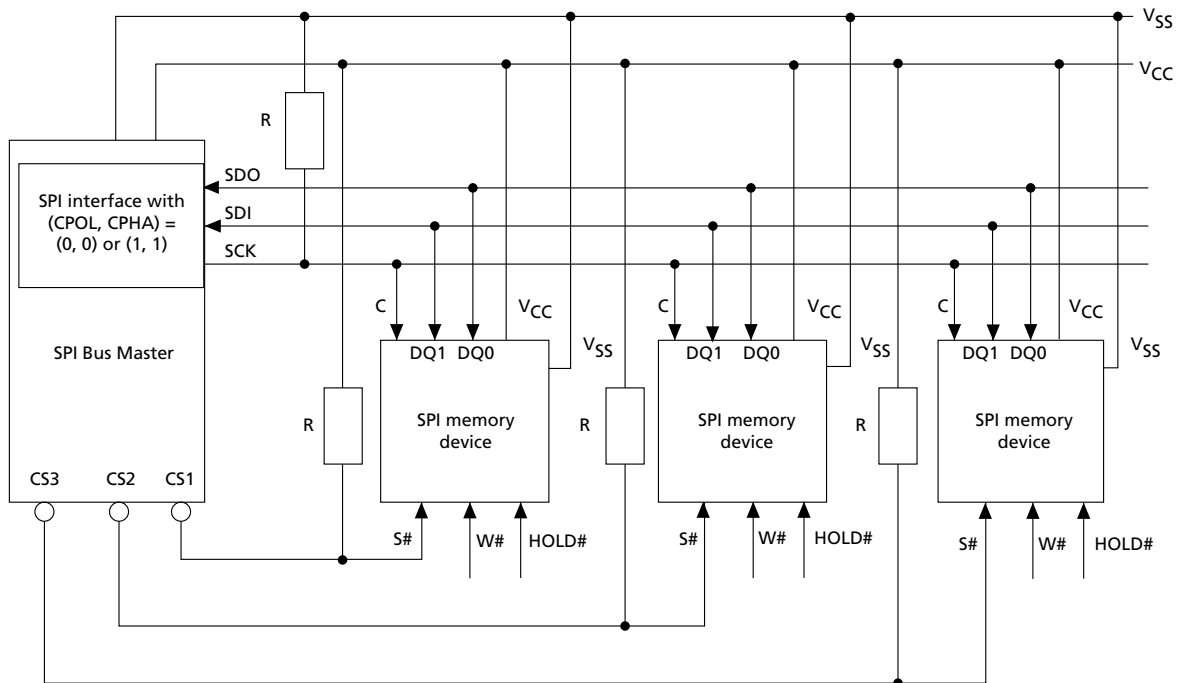 VSS
VCC
R
SDO
SPI interface with
(CPOL, CPHA) =
(0, 0) or (1, 1)
SDI
SCK
SPI Bus Master
CS3 CS2 CS1
C
VCC
VSS
DQ1 DQ0
SPI memory
device
R
S#
W#
HOLD#
C
VCC
VSS
DQ1 DQ0
SPI memory
device
R
S#
W#
HOLD#
C
VCC
VSS
DQ1 DQ0
SPI memory
device
R
S#
W#
HOLD#